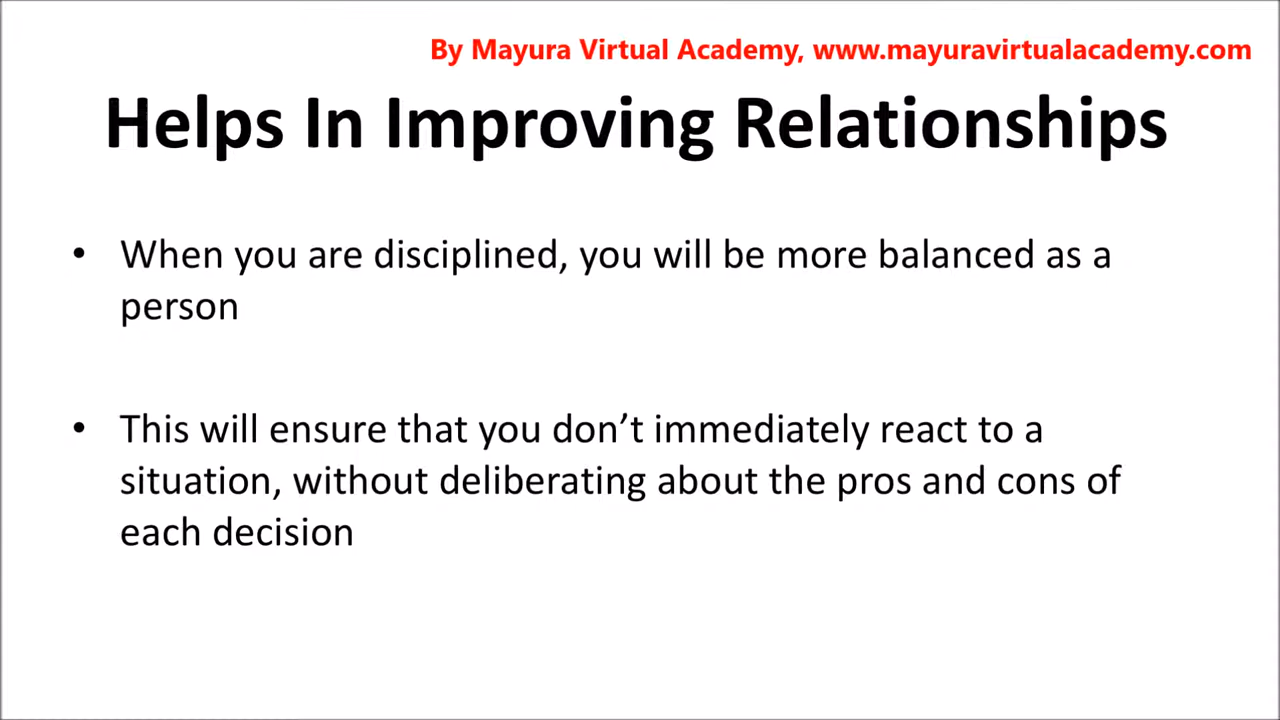 By Mayura Virtual Academy, www.mayuravirtualacademy.com
Helps In Improving Relationships
• When you are disciplined, you will be more balanced as a
person
• This will ensure that you don’t immediately react to a
situation, without deliberating about the pros and cons of
each decision